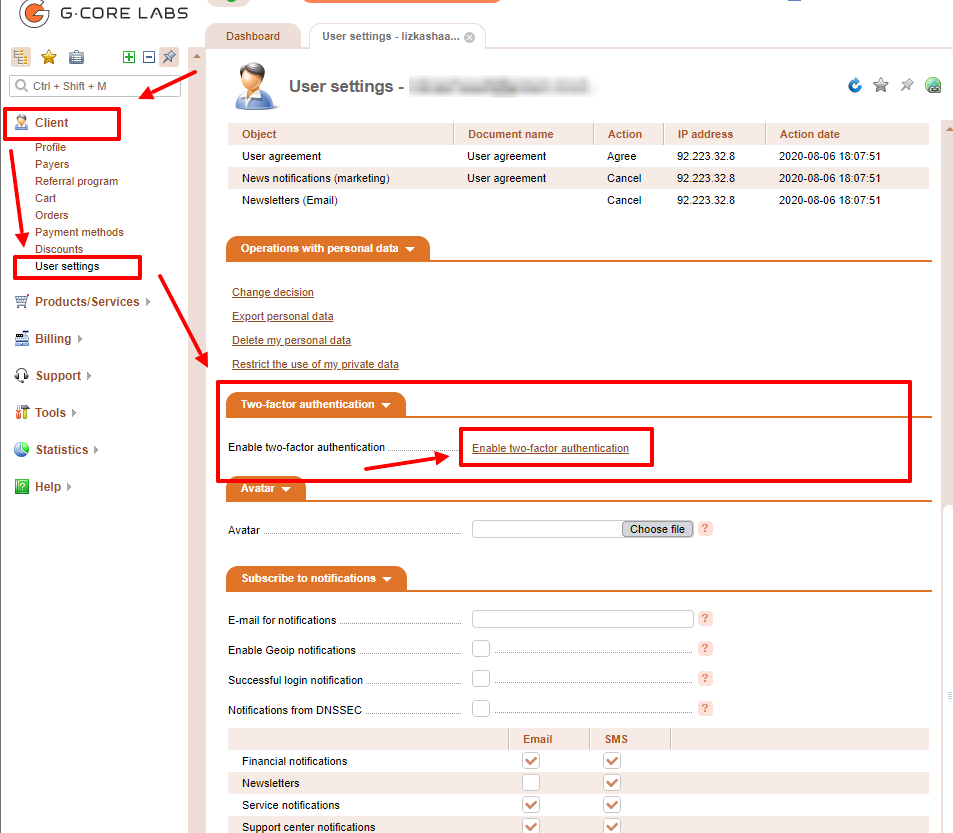 G·CORE LABS
Dashboard
User settings - lizkashaa...
Ctrl + Shift + M
Client
Profile
Payers
Referral program
Cart
Orders
Payment methods
Discounts
User settings
Products/Services
Billing
Support
Tools
Statistics
Help
User settings -
Object Document name Action IP address Action date
User agreement User agreement Agree 92.223.32.8 2020-08-06 18:07:51
News notifications (marketing) User agreement Cancel 92.223.32.8 2020-08-06 18:07:51
Newsletters (Email) Cancel 92.223.32.8 2020-08-06 18:07:51
Operations with personal data
Change decision
Export personal data
Delete my personal data
Restrict the use of my private data
Two-factor authentication
Enable two-factor authentication Enable two-factor authentication
Avatar
Avatar Choose file ?
Subscribe to notifications
E-mail for notifications ?
Enable Geoip notifications ?
Successful login notification ?
Notifications from DNSSEC ?
Email SMS
Financial notifications
Newsletters
Service notifications
Support center notifications